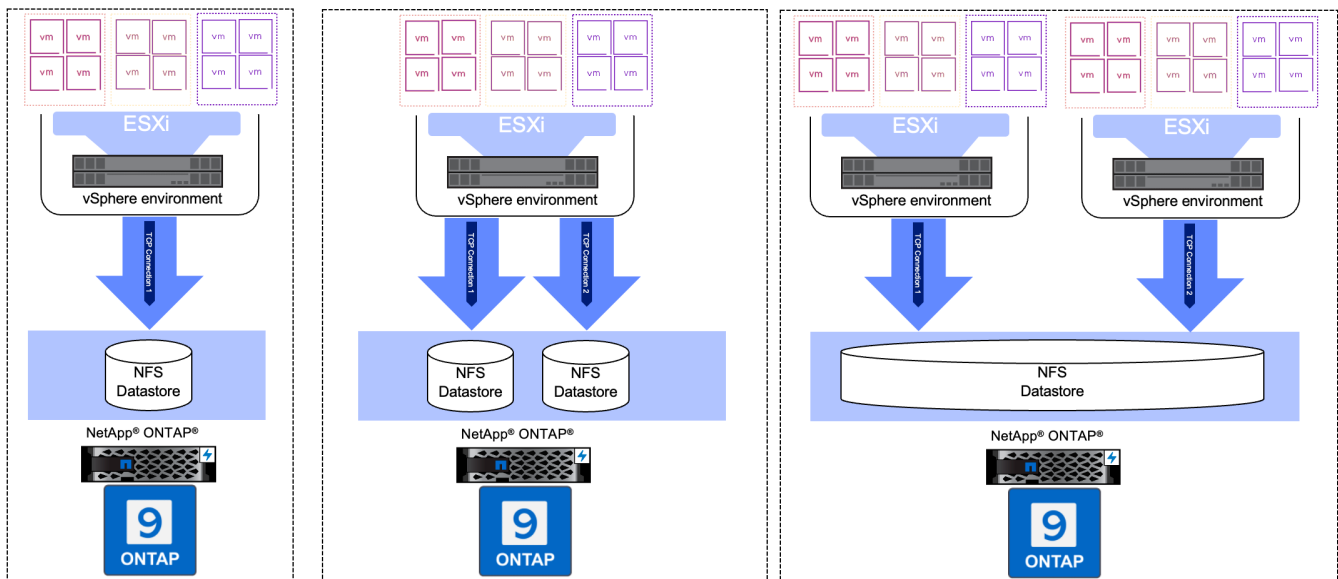 vm vm vm vm vm vm
vm vm vm vm vm vm
ESXi
vSphere environment
TCP Connection 1
NFS
Datastore
NetApp® ONTAP®
9
ONTAP
vm vm vm vm vm vm
vm vm vm vm vm vm
ESXi
vSphere environment
TCP Connection 1
TCP Connection 2
NFS
Datastore
NFS
Datastore
NetApp® ONTAP®
9
ONTAP
vm vm vm vm vm vm
vm vm vm vm vm vm
ESXi
vSphere environment
TCP Connection 1
vm vm vm vm vm vm
vm vm vm vm vm vm
ESXi
vSphere environment
TCP Connection 2
NFS
Datastore
NetApp® ONTAP®
9
ONTAP